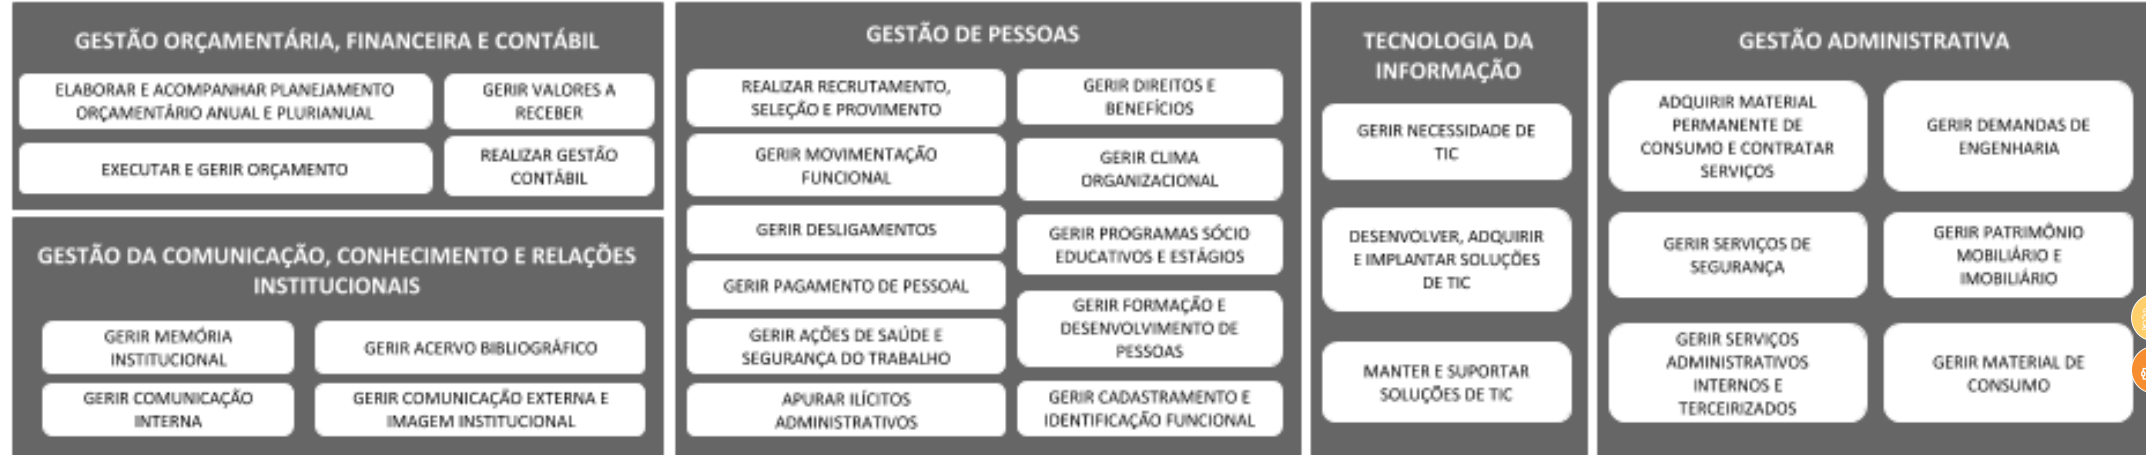 GESTÃO ORÇAMENTÁRIA, FINANCEIRA E CONTÁBIL
ELABORAR E ACOMPANHAR PLANEJAMENTO
ORÇAMENTÁRIO ANUAL E PLURIANUAL
GERIR VALORES A
RECEBER
EXECUTAR E GERIR ORÇAMENTO
REALIZAR GESTÃO
CONTÁBIL
GESTÃO DA COMUNICAÇÃO, CONHECIMENTO E RELAÇÕES
INSTITUCIONAIS
GERIR MEMÓRIA
INSTITUCIONAL
GERIR ACERVO BIBLIOGRÁFICO
GERIR COMUNICAÇÃO
INTERNA
GERIR COMUNICAÇÃO EXTERNA E
IMAGEM INSTITUCIONAL
GESTÃO DE PESSOAS
REALIZAR RECRUTAMENTO,
SELEÇÃO E PROVIMENTO
GERIR DIREITOS E
BENEFÍCIOS
GERIR MOVIMENTAÇÃO
FUNCIONAL
GERIR CLIMA
ORGANIZACIONAL
GERIR DESLIGAMENTOS
GERIR PROGRAMAS SÓCIO
EDUCATIVOS E ESTÁGIOS
GERIR PAGAMENTO DE PESSOAL
GERIR FORMAÇÃO E
DESENVOLVIMENTO DE
PESSOAS
GERIR AÇÕES DE SAÚDE E
SEGURANÇA DO TRABALHO
APURAR ILÍCITOS
ADMINISTRATIVOS
GERIR CADASTRAMENTO E
IDENTIFICAÇÃO FUNCIONAL
TECNOLOGIA DA
INFORMAÇÃO
GERIR NECESSIDADE DE
TIC
DESENVOLVER, ADQUIRIR
E IMPLANTAR SOLUÇÕES
DE TIC
MANTER E SUPORTAR
SOLUÇÕES DE TIC
GESTÃO ADMINISTRATIVA
ADQUIRIR MATERIAL
PERMANENTE DE
CONSUMO E CONTRATAR
SERVIÇOS
GERIR DEMANDAS DE
ENGENHARIA
GERIR SERVIÇOS DE
SEGURANÇA
GERIR PATRIMÔNIO
MOBILIÁRIO E
IMOBILIÁRIO
GERIR SERVIÇOS
ADMINISTRATIVOS
INTERNOS E
TERCEIRIZADOS
GERIR MATERIAL DE
CONSUMO